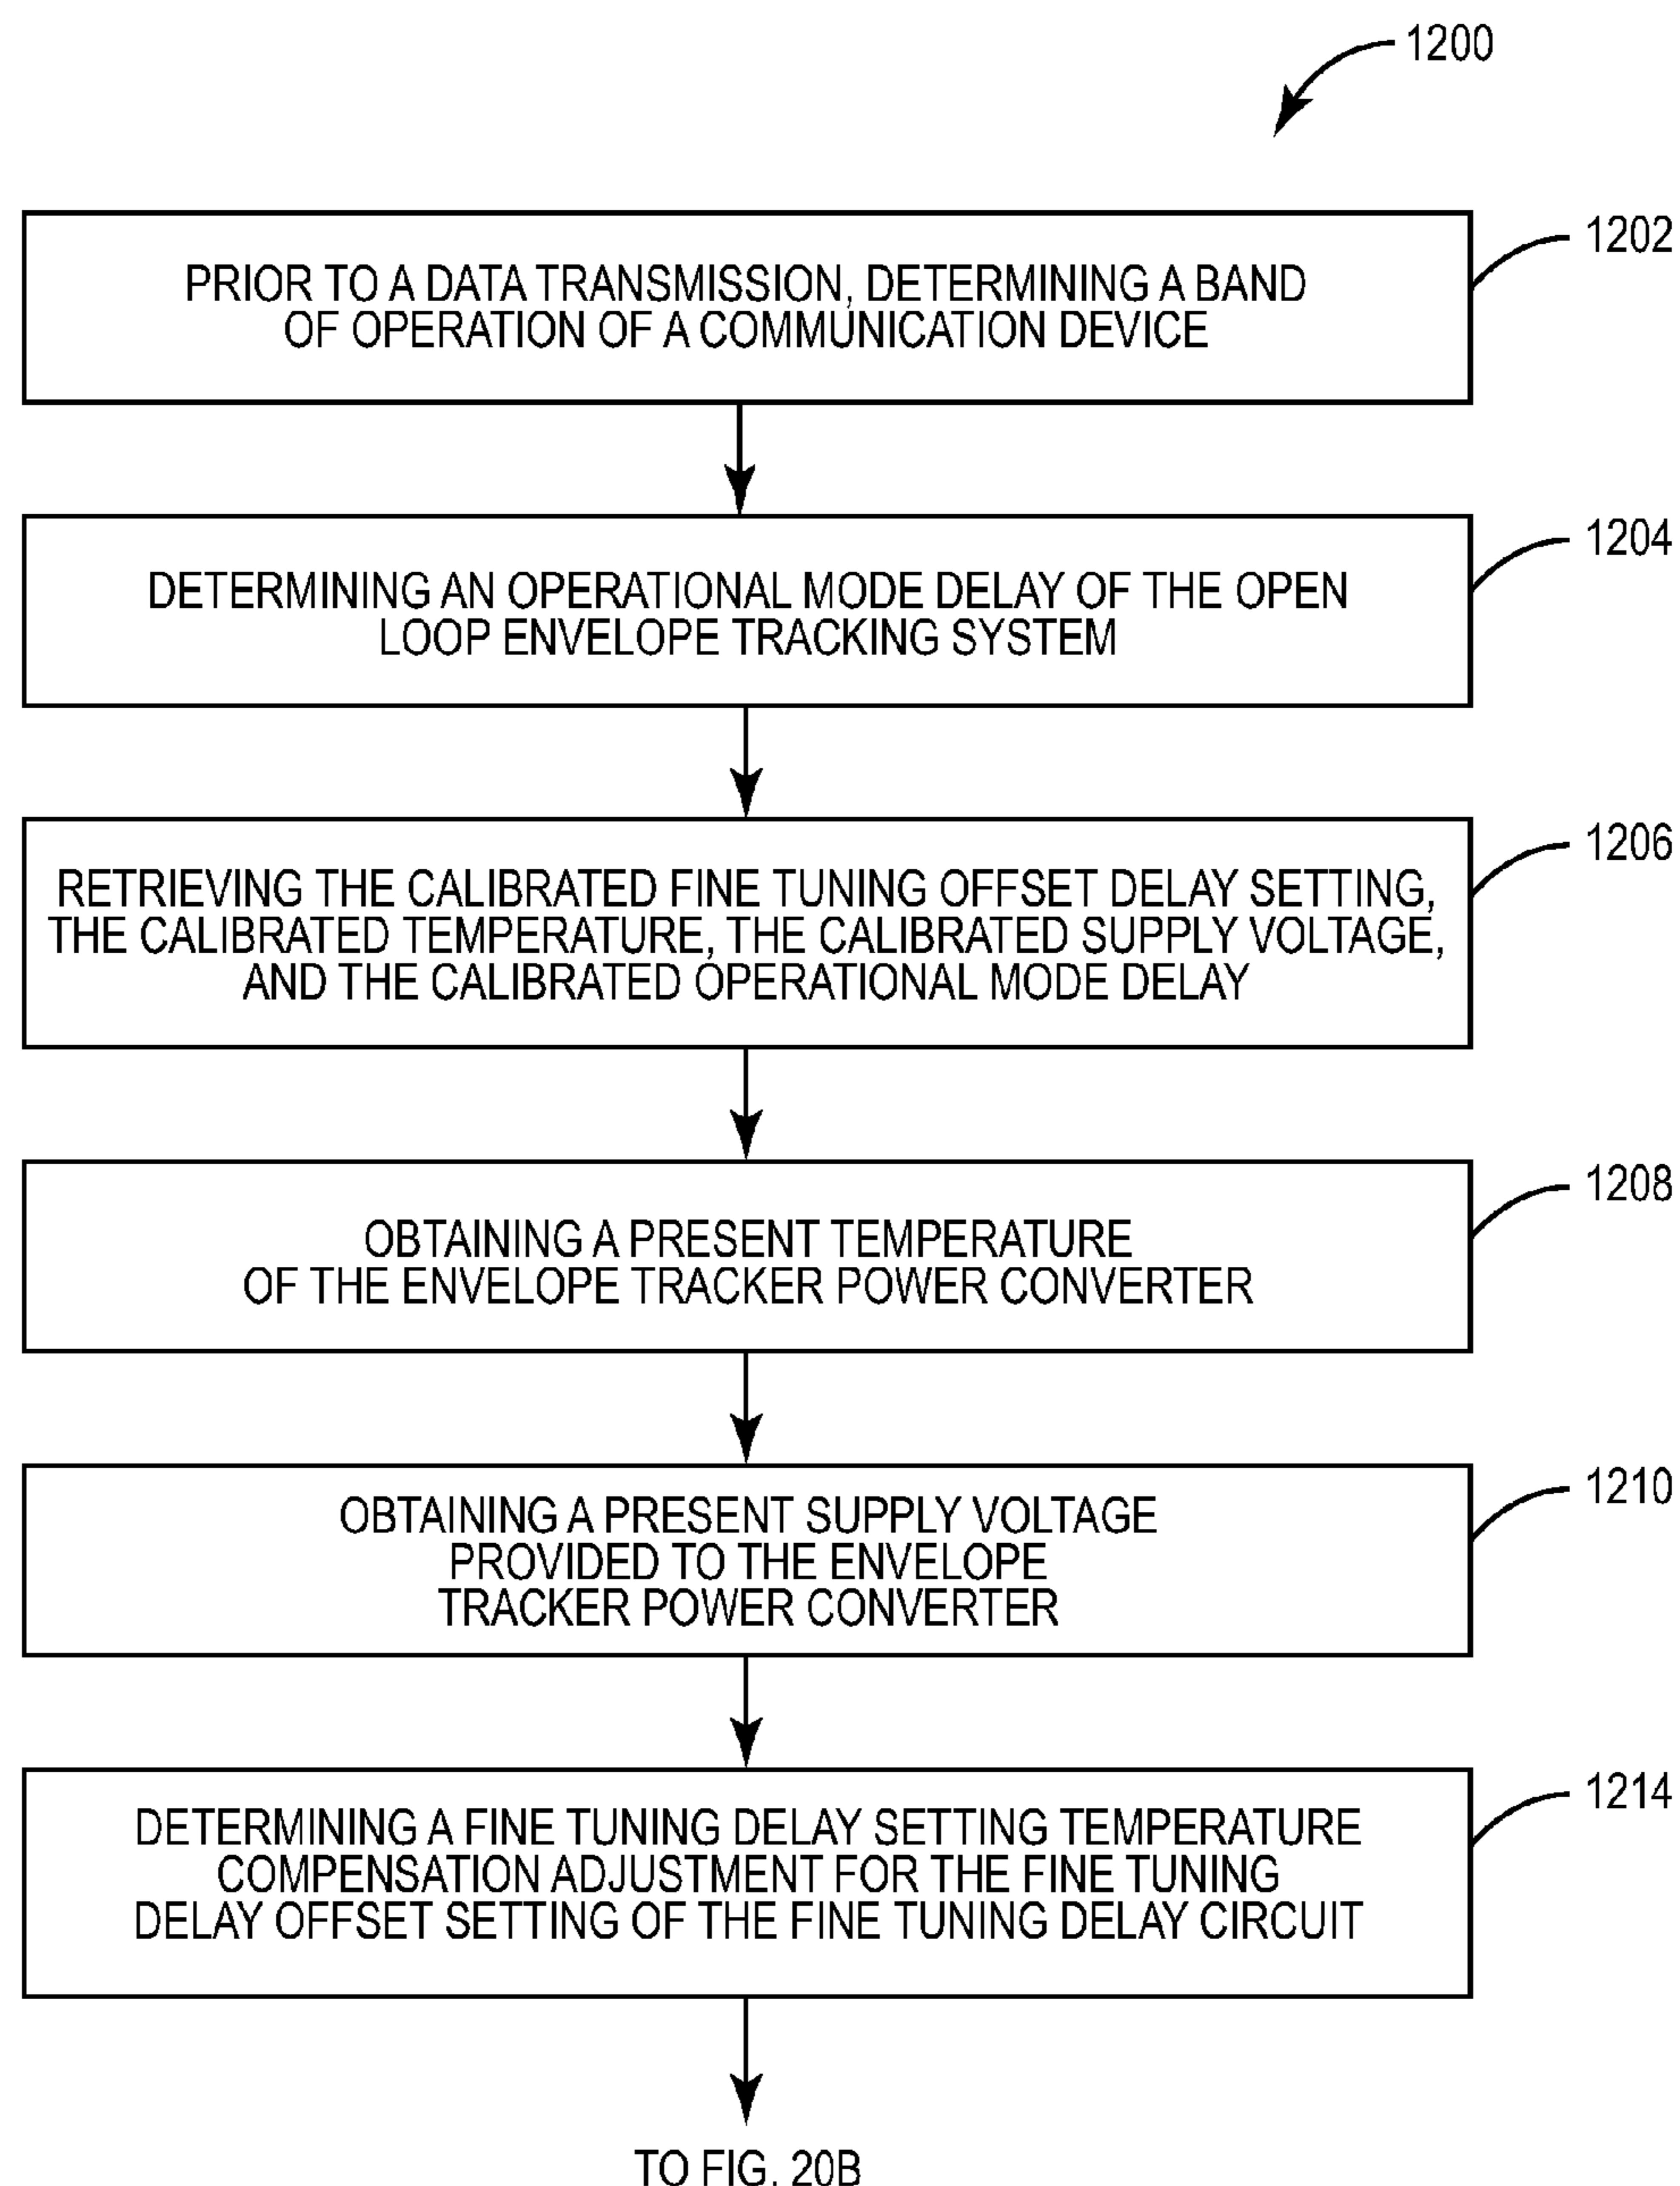 1200
PRIOR TO A DATA TRANSMISSION, DETERMINING A BAND
OF OPERATION OF A COMMUNICATION DEVICE
1202
DETERMINING AN OPERATIONAL MODE DELAY OF THE OPEN
LOOP ENVELOPE TRACKING SYSTEM
1204
RETRIEVING THE CALIBRATED FINE TUNING OFFSET DELAY SETTING,
THE CALIBRATED TEMPERATURE, THE CALIBRATED SUPPLY VOLTAGE,
AND THE CALIBRATED OPERATIONAL MODE DELAY
1206
OBTAINING A PRESENT TEMPERATURE
OF THE ENVELOPE TRACKER POWER CONVERTER
1208
OBTAINING A PRESENT SUPPLY VOLTAGE
PROVIDED TO THE ENVELOPE
TRACKER POWER CONVERTER
1210
DETERMINING A FINE TUNING DELAY SETTING TEMPERATURE
COMPENSATION ADJUSTMENT FOR THE FINE TUNING
DELAY OFFSET SETTING OF THE FINE TUNING DELAY CIRCUIT
1214
TO FIG. 20B